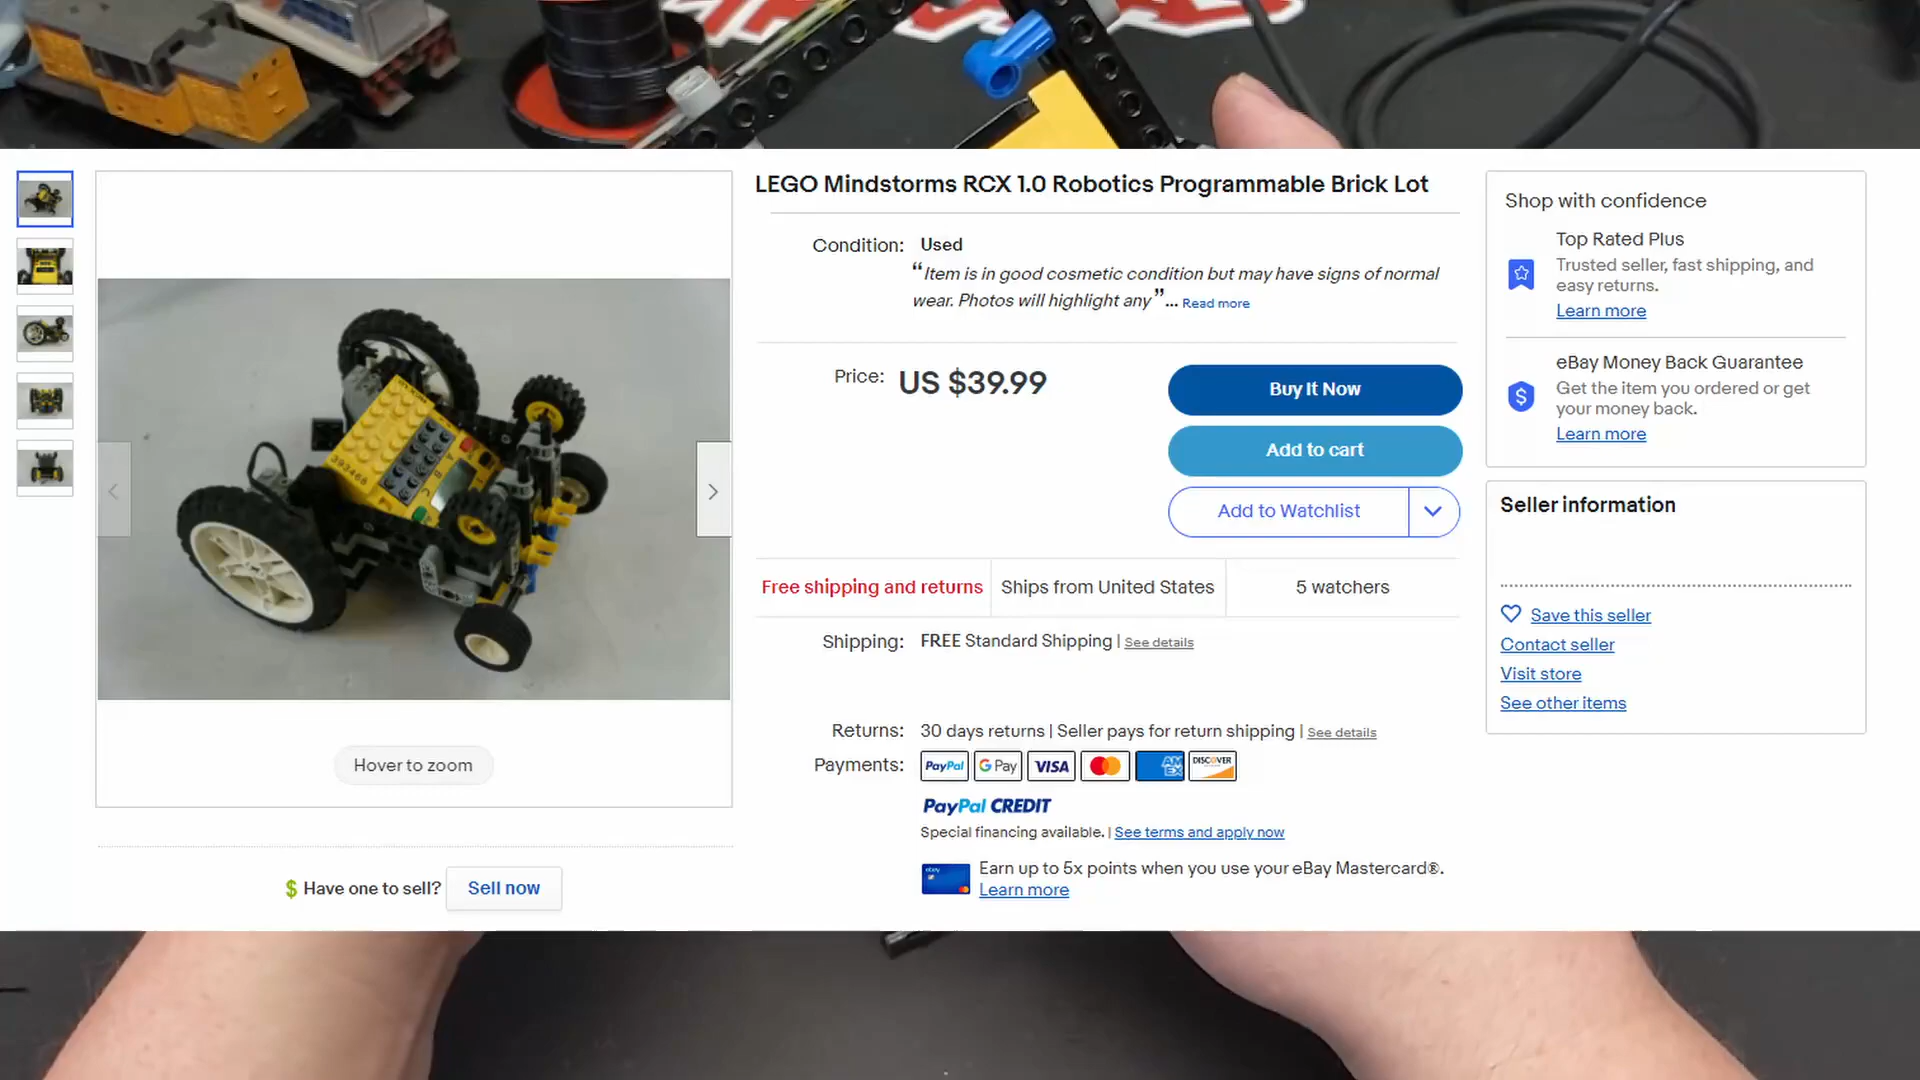 LEGO Mindstorms RCX 1.0 Robotics Programmable Brick Lot
Condition: Used
“Item is in good cosmetic condition but may have signs of normal
wear. Photos will highlight any”... Read more
Price: US $39.99
Buy It Now
Add to cart
Add to Watchlist
Free shipping and returns
Ships from United States
5 watchers
Shipping: FREE Standard Shipping | See details
Returns: 30 days returns | Seller pays for return shipping | See details
Payments: PayPal G Pay VISA AM EX DISCOVER
PayPal CREDIT
Special financing available. | See terms and apply now
ebay
Earn up to 5x points when you use your eBay Mastercard®.
Learn more
393468
Hover to zoom
$ Have one to sell? Sell now
Shop with confidence
Top Rated Plus
Trusted seller, fast shipping, and
easy returns.
Learn more
eBay Money Back Guarantee
$
Get the item you ordered or get
your money back.
Learn more
Seller information
Save this seller
Contact seller
Visit store
See other items